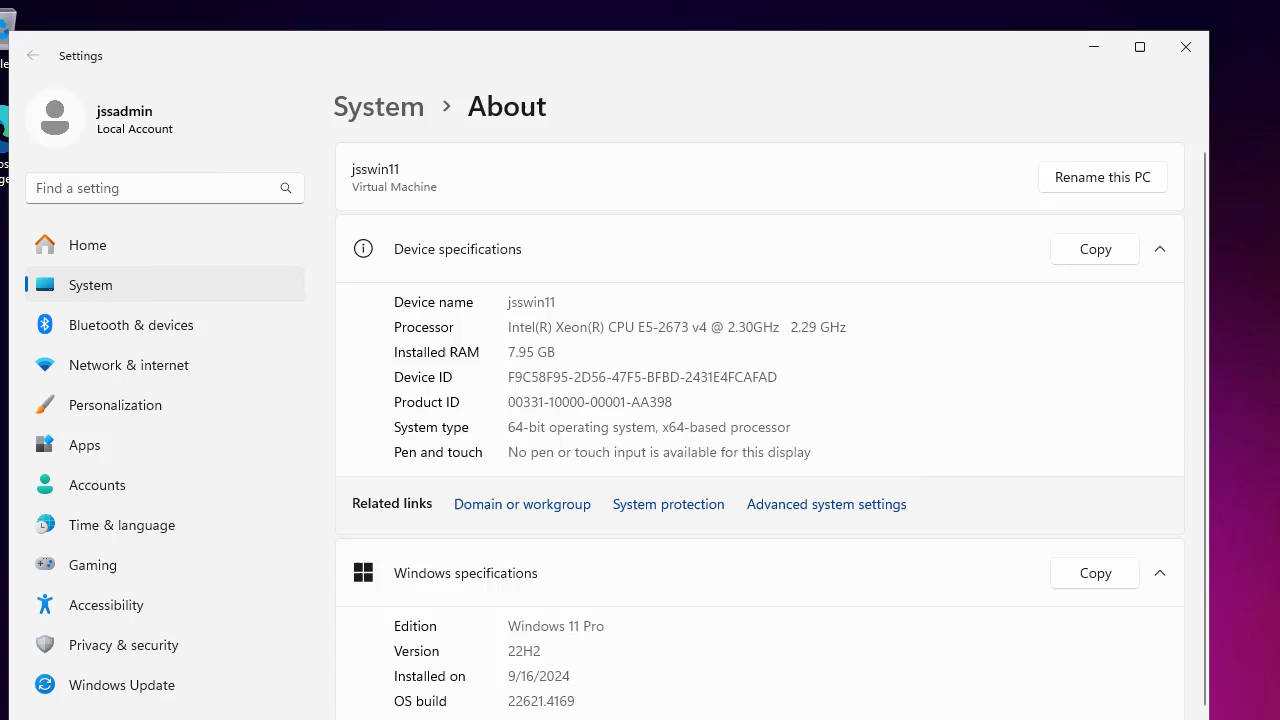 Settings
jssadmin
Local Account
Find a setting
Home
System
Bluetooth & devices
Network & internet
Personalization
Apps
Accounts
Time & language
Gaming
Accessibility
Privacy & security
Windows Update
System > About
jsswin11
Virtual Machine
Rename this PC
Device specifications
Copy
Device name jsswin11
Processor Intel(R) Xeon(R) CPU E5-2673 v4 @ 2.30GHz 2.29 GHz
Installed RAM 7.95 GB
Device ID F9C58F95-2D56-47F5-BFBD-2431E4FCAFAD
Product ID 00331-10000-00001-AA398
System type 64-bit operating system, x64-based processor
Pen and touch No pen or touch input is available for this display
Related links Domain or workgroup System protection Advanced system settings
Windows specifications
Copy
Edition Windows 11 Pro
Version 22H2
Installed on 9/16/2024
OS build 22621.4169